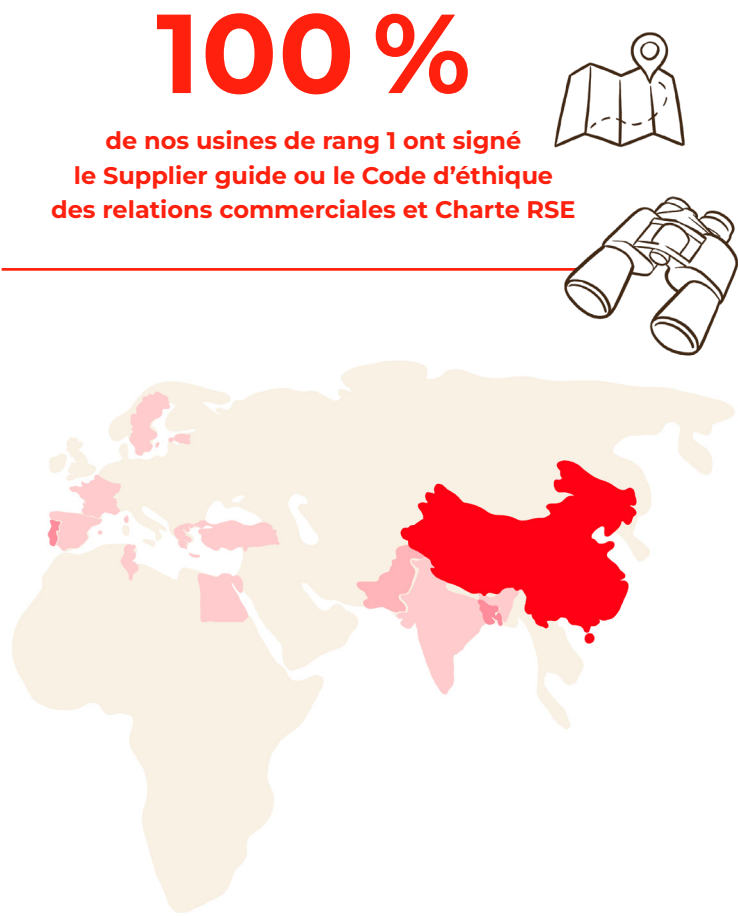 100 %
de nos usines de rang 1 ont signé
le Supplier guide ou le Code d’éthique
des relations commerciales et Charte RSE